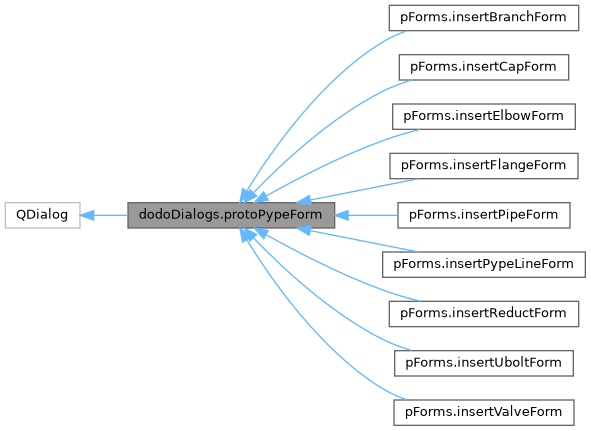 pForms.insertBranchForm
pForms.insertCapForm
pForms.insertElbowForm
pForms.insertFlangeForm
QDialog
dodoDialogs.protoPypeForm
pForms.insertPipeForm
pForms.insertPypeLineForm
pForms.insertReductForm
pForms.insertUboltForm
pForms.insertValveForm